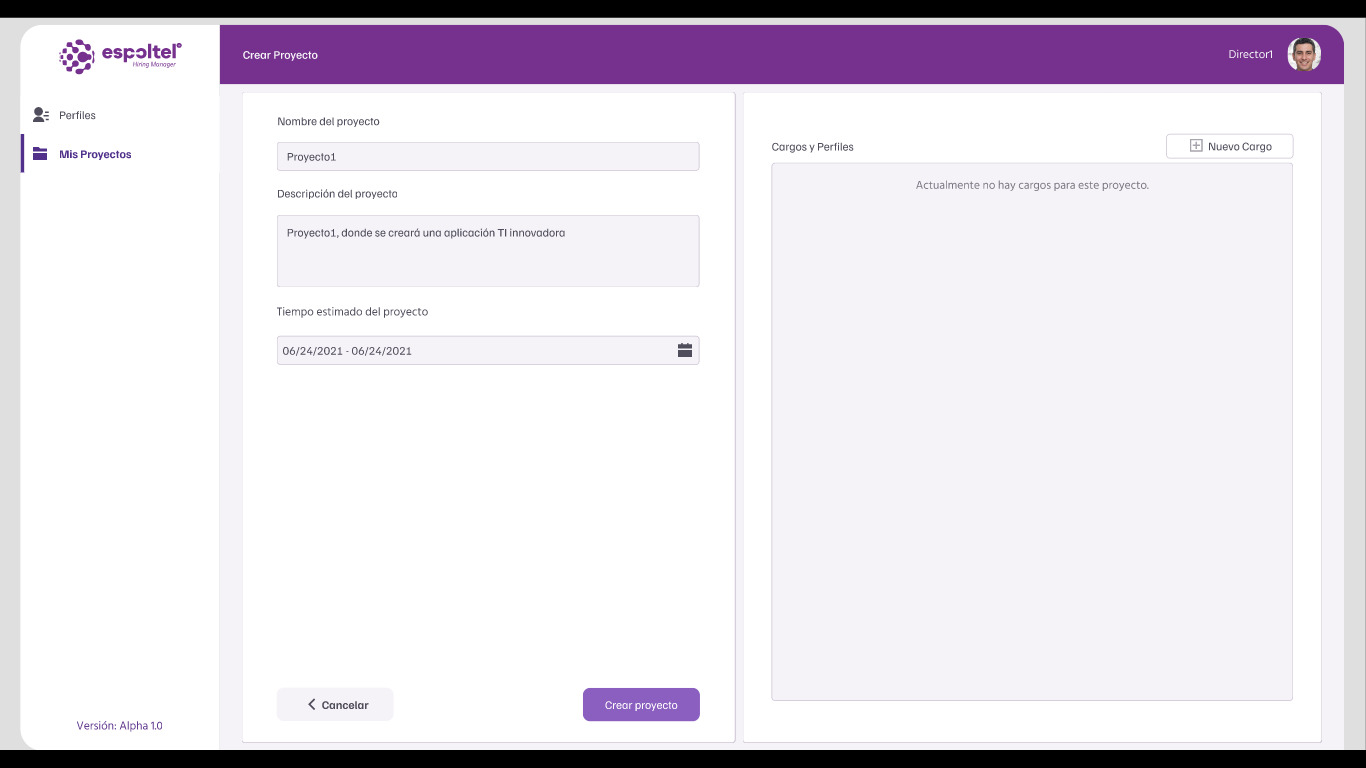 espoltel
Hiring Manager
Perfiles
Mis Proyectos
Versión: Alpha 1.0
Crear Proyecto
Director1
Nombre del proyecto
Proyecto1
Descripción del proyecto
Proyecto1, donde se creará una aplicación TI innovadora
Tiempo estimado del proyecto
06/24/2021 - 06/24/2021
Cancelar
Crear proyecto
Cargos y Perfiles
Nuevo Cargo
Actualmente no hay cargos para este proyecto.